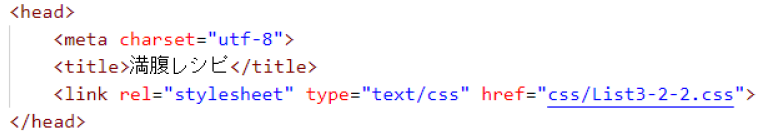 <head>
<meta charset="utf-8">
<title>満腹レシピ</title>
<link rel="stylesheet" type="text/css" href="css/List3-2-2.css">
</head>